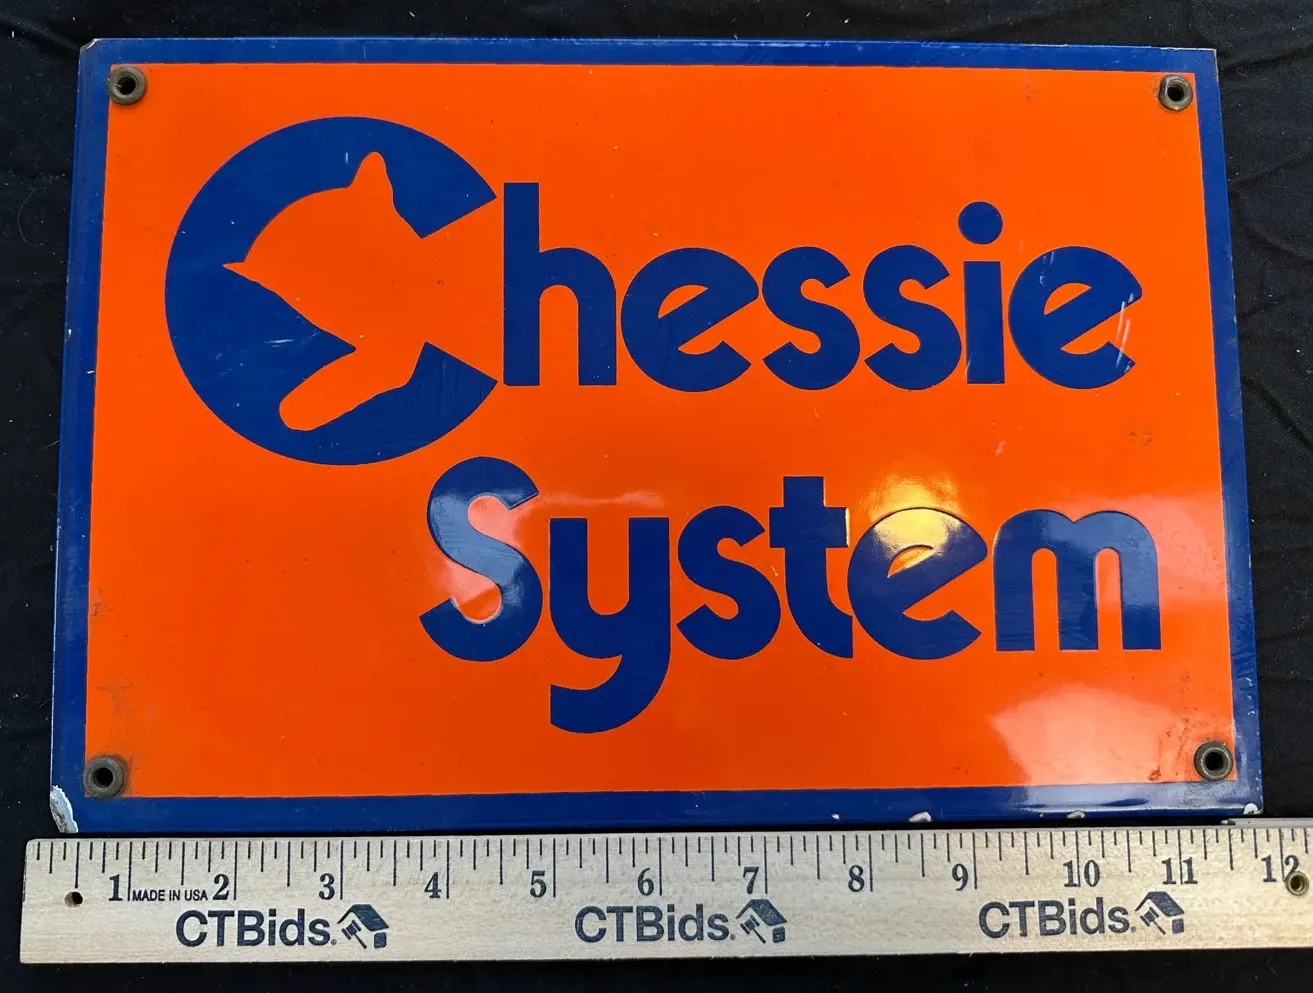 Chessie
System
1 MADE IN USA 2 3 4 5 6 7 8 9 10 11 12
CTBids. CTBids. CTBids.